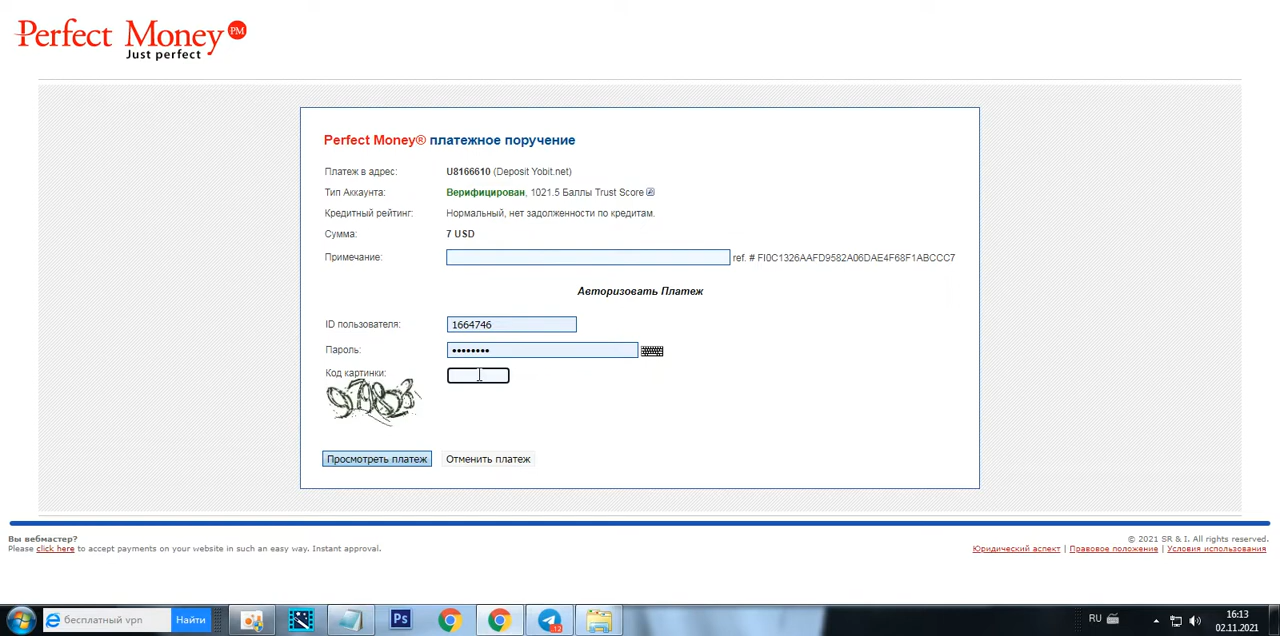 Perfect Money PM
Just perfect
Perfect Money® платежное поручение
Платеж в адрес: U8166610 (Deposit Yobit.net)
Тип Аккаунта: Верифицирован, 1021.5 Баллы Trust Score
Кредитный рейтинг: Нормальный, нет задолженности по кредитам.
Сумма: 7 USD
Примечание: ref. # FI0C1326AAFD9582A06DAE4F68F1ABCCC7
Авторизовать Платеж
ID пользователя: 1664746
Пароль: ••••••••
Код картинки:
Просмотреть платеж Отменить платеж
Вы вебмастер? © 2021 SR & I. All rights reserved.
Please click here to accept payments on your website in such an easy way. Instant approval. Юридический аспект | Правовое положение | Условия использования
бесплатный vpn Найти Ps 12 RU 16:13
02.11.2021